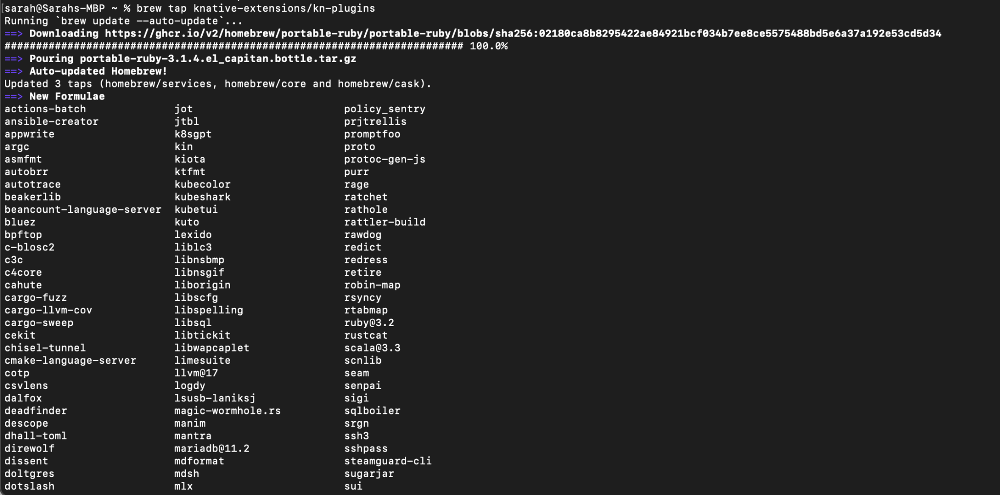 [sarah@Sarahs-MBP ~ % brew tap knative-extensions/kn-plugins
Running `brew update --auto-update`...
==> Downloading https://ghcr.io/v2/homebrew/portable-ruby/portable-ruby/blobs/sha256:02180ca8b8295422ae84921bcf034b7ee8ce5575488bd5e6a37a192e53cd5d34
######################################################################### 100.0%
==> Pouring portable-ruby-3.1.4.el_capitan.bottle.tar.gz
==> Auto-updated Homebrew!
Updated 3 taps (homebrew/services, homebrew/core and homebrew/cask).
==> New Formulae
actions-batch jot policy_sentry
ansible-creator jtbl prjtrellis
appwrite k8sgpt promptfoo
argc kin proto
asmfmt kiota protoc-gen-js
autobrr ktfmt purr
autotrace kubecolor rage
beakerlib kubeshark ratchet
beancount-language-server kubetui rathole
bluez kuto rattler-build
bpftop lexido rawdog
c-blosc2 liblc3 redict
c3c libnsbmp redress
c4core libnsgif retire
cahute liborigin robin-map
cargo-fuzz libscfg rsyncy
cargo-llvm-cov libspelling rtabmap
cargo-sweep libsql ruby@3.2
cekit libtickit rustcat
chisel-tunnel libwapcaplet scala@3.3
cmake-language-server limesuite scnlib
cotp llvm@17 seam
csvlens logdy senpai
dalfox lsusb-laniksj sigi
deadfinder magic-wormhole.rs sqlboiler
descope manim srgn
dhall-toml mantra ssh3
direwolf mariadb@11.2 sshpass
dissent mdformat steamguard-cli
doltgres mdsh sugarjar
dotslash mlx sui